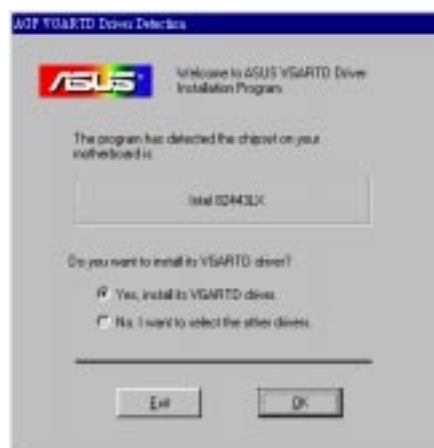 AGP VGARTD Driver Detection
ASUS
Welcome to ASUS VGARTD Driver
Installation Program.
The program has detected the chipset on your
motherboard is
Intel 82443LX
Do you want to install its VGARTD driver?
Yes, install its VGARTD driver.
No, I want to select the other drivers.
Exit
OK